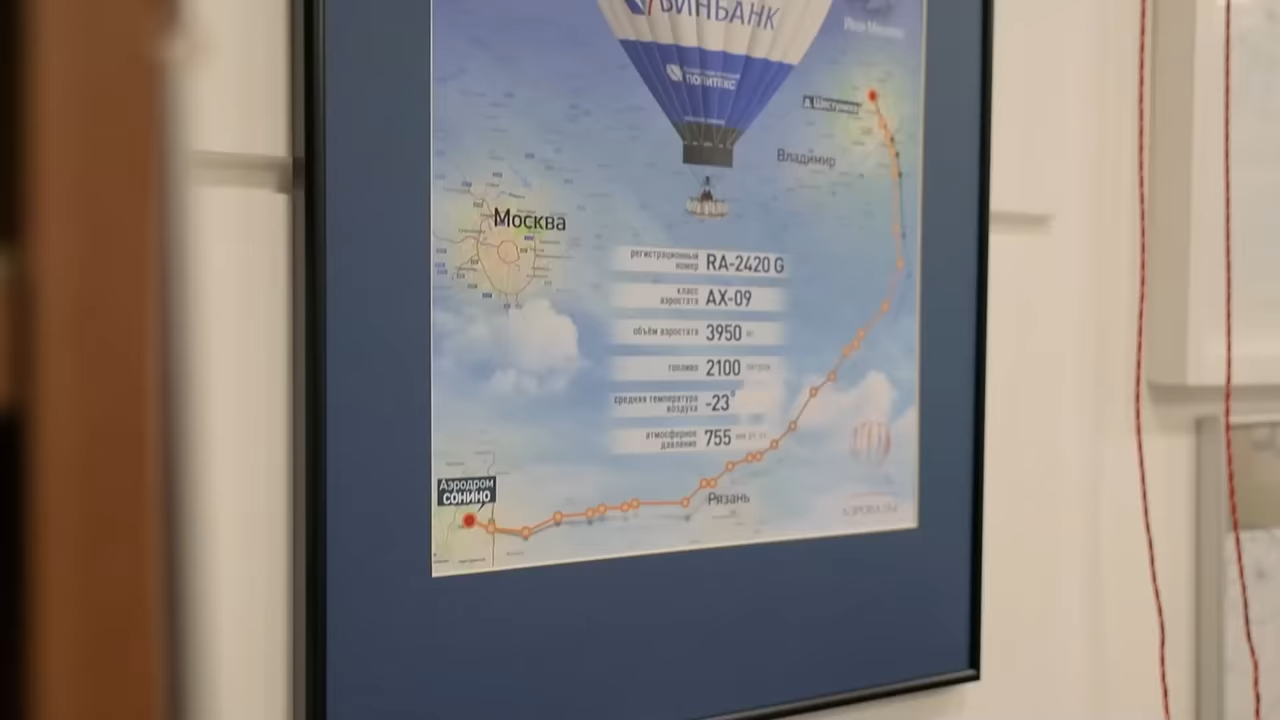 БИНБАНК
ПОЛИТЕКС
Владимир
Москва
регистрационный
номер
RA-2420 G
класс
аэростата
AX-09
объём аэростата
3950
топливо
2100 литров
средняя температура
воздуха
-23°
атмосферное
давление
755
Аэродром
СОНИНО
Рязань